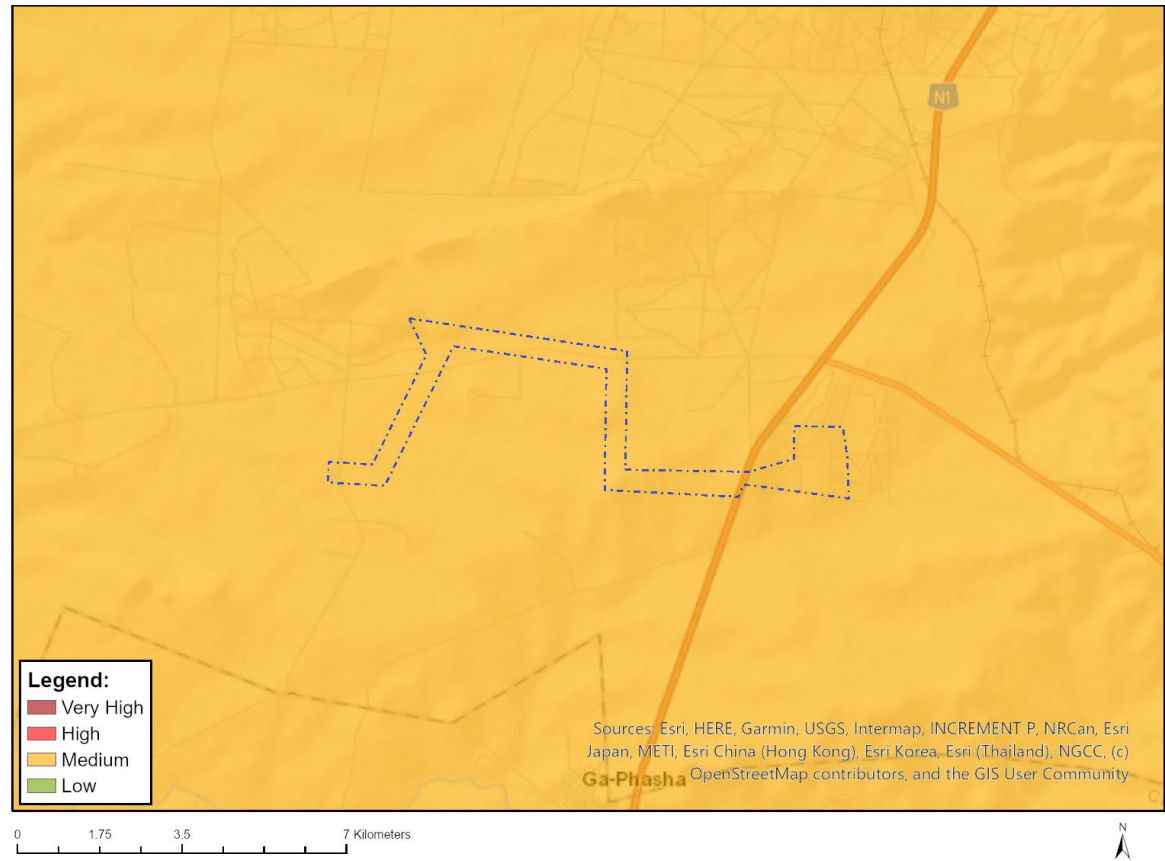 N1
Legend:
Very High
High
Medium
Low
Sources: Esri, HERE, Garmin, USGS, Intermap, INCREMENT P, NRCan, Esri
Japan, METI, Esri China (Hong Kong), Esri Korea, Esri (Thailand), NGCC, (c)
OpenStreetMap contributors, and the GIS User Community
Ga-Phasha
0 1.75 3.5 7 Kilometers
N